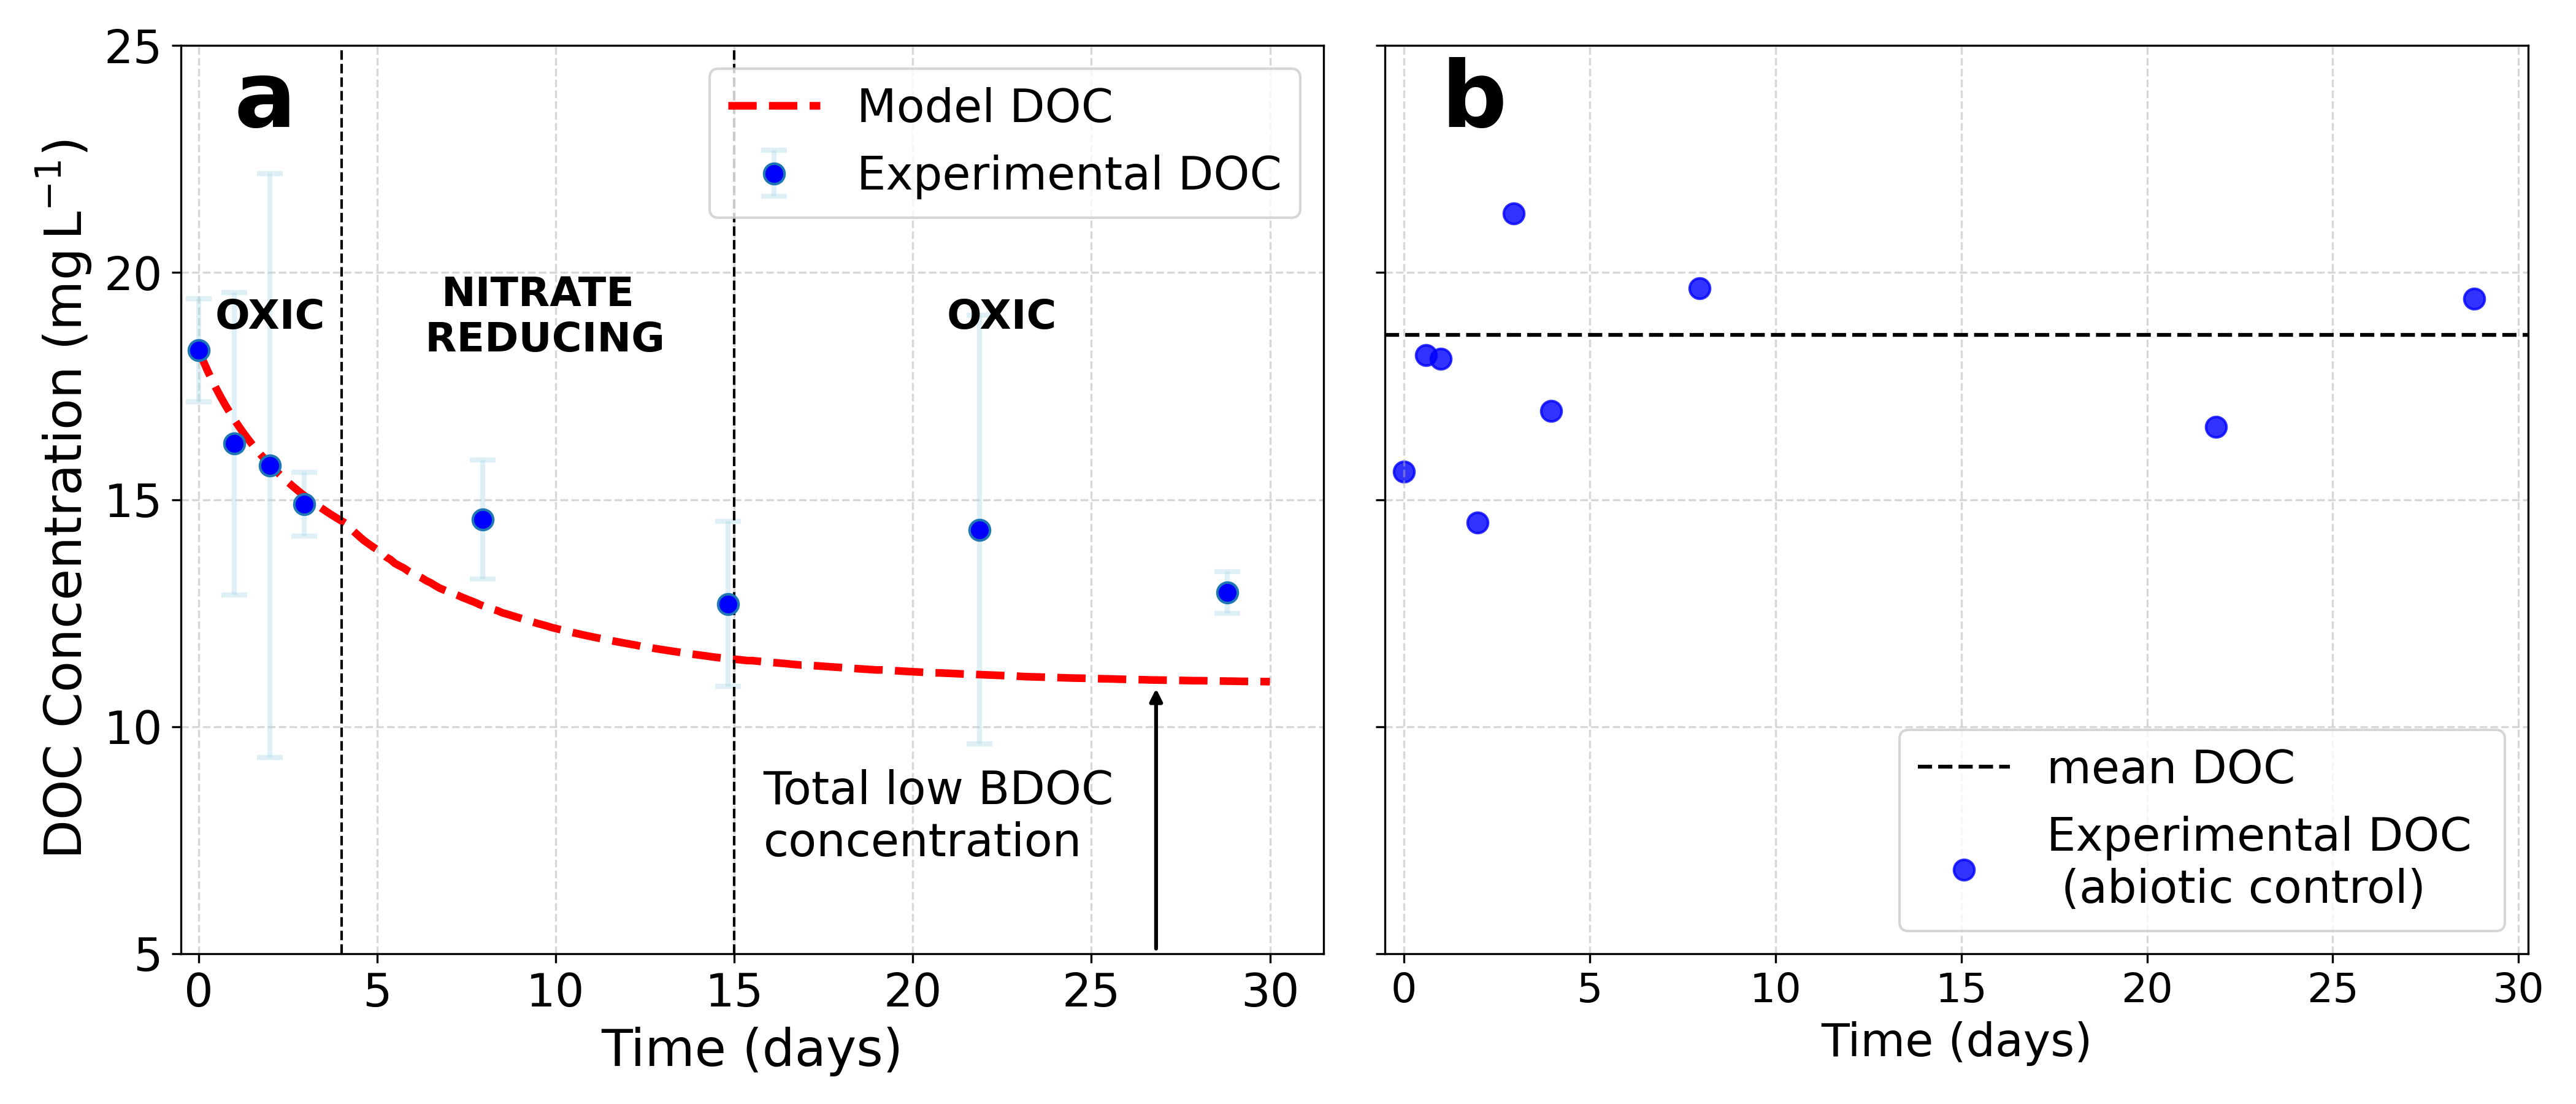 a
Model DOC
Experimental DOC
OXIC
NITRATE
REDUCING
OXIC
Total low BDOC
concentration
DOC Concentration (mg L⁻¹)
25
20
15
10
5
0 5 10 15 20 25 30
Time (days)
b
mean DOC
Experimental DOC
(abiotic control)
0 5 10 15 20 25 30
Time (days)